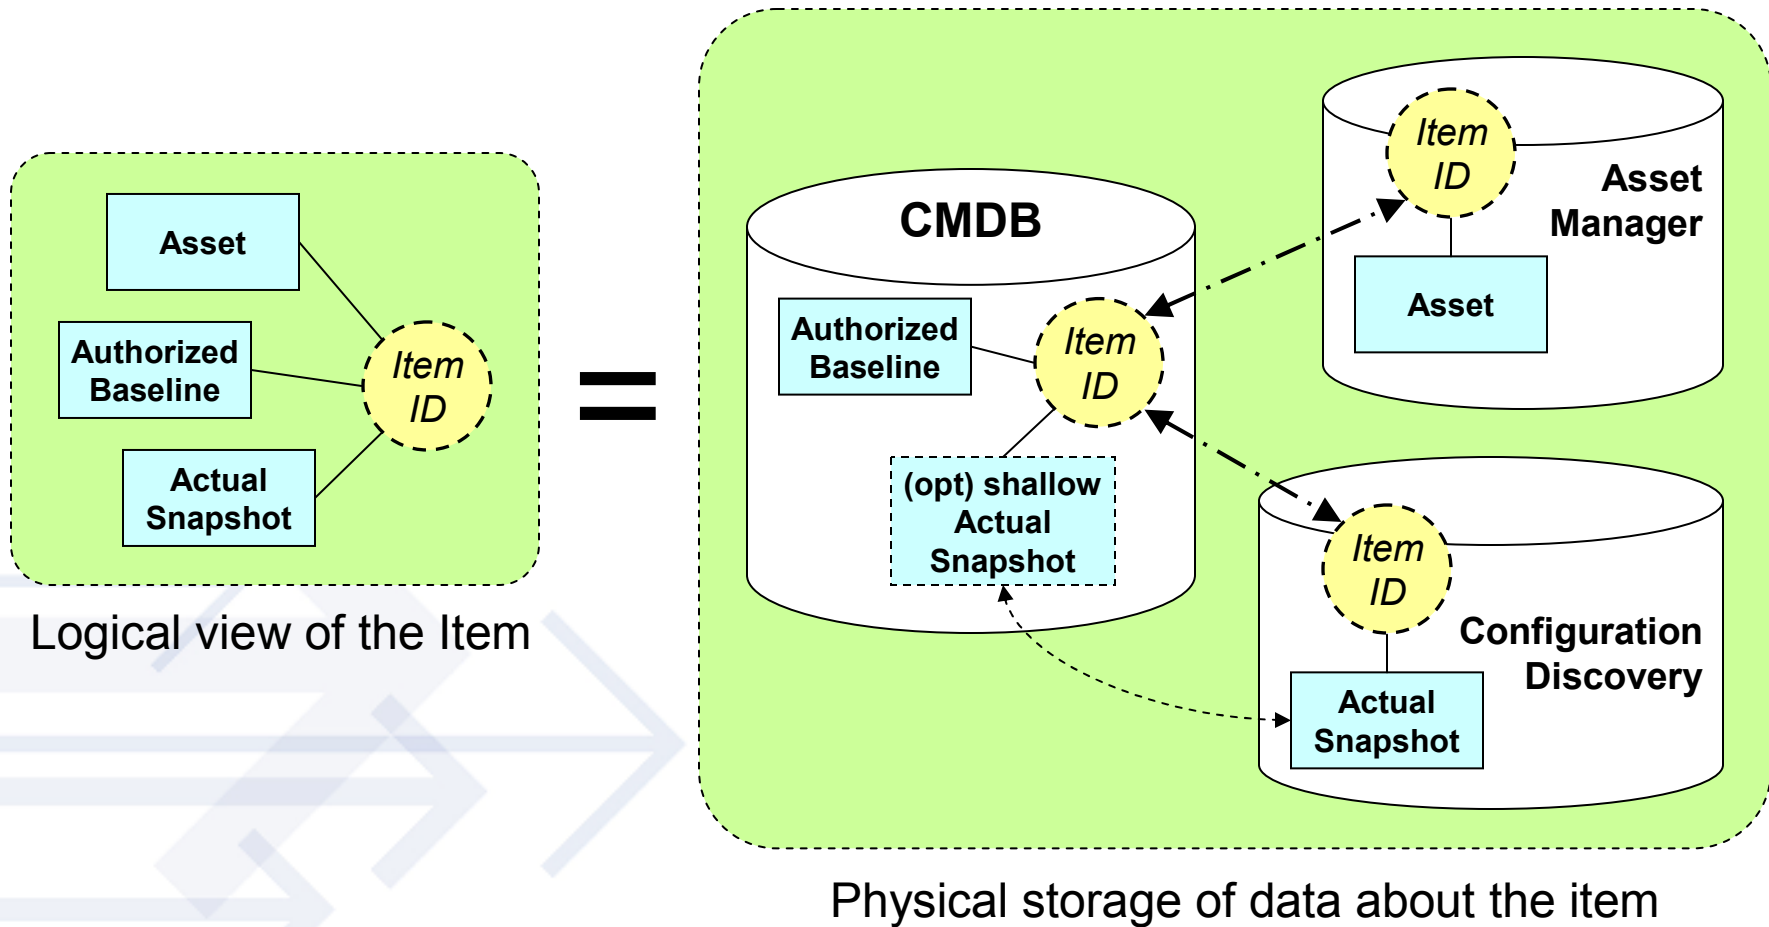 Asset
Authorized
Baseline
Actual
Snapshot
Item
ID
Logical view of the Item
=
CMDB
Authorized
Baseline
Item
ID
(opt) shallow
Actual
Snapshot
Item
ID
Asset
Manager
Asset
Item
ID
Configuration
Discovery
Actual
Snapshot
Physical storage of data about the item